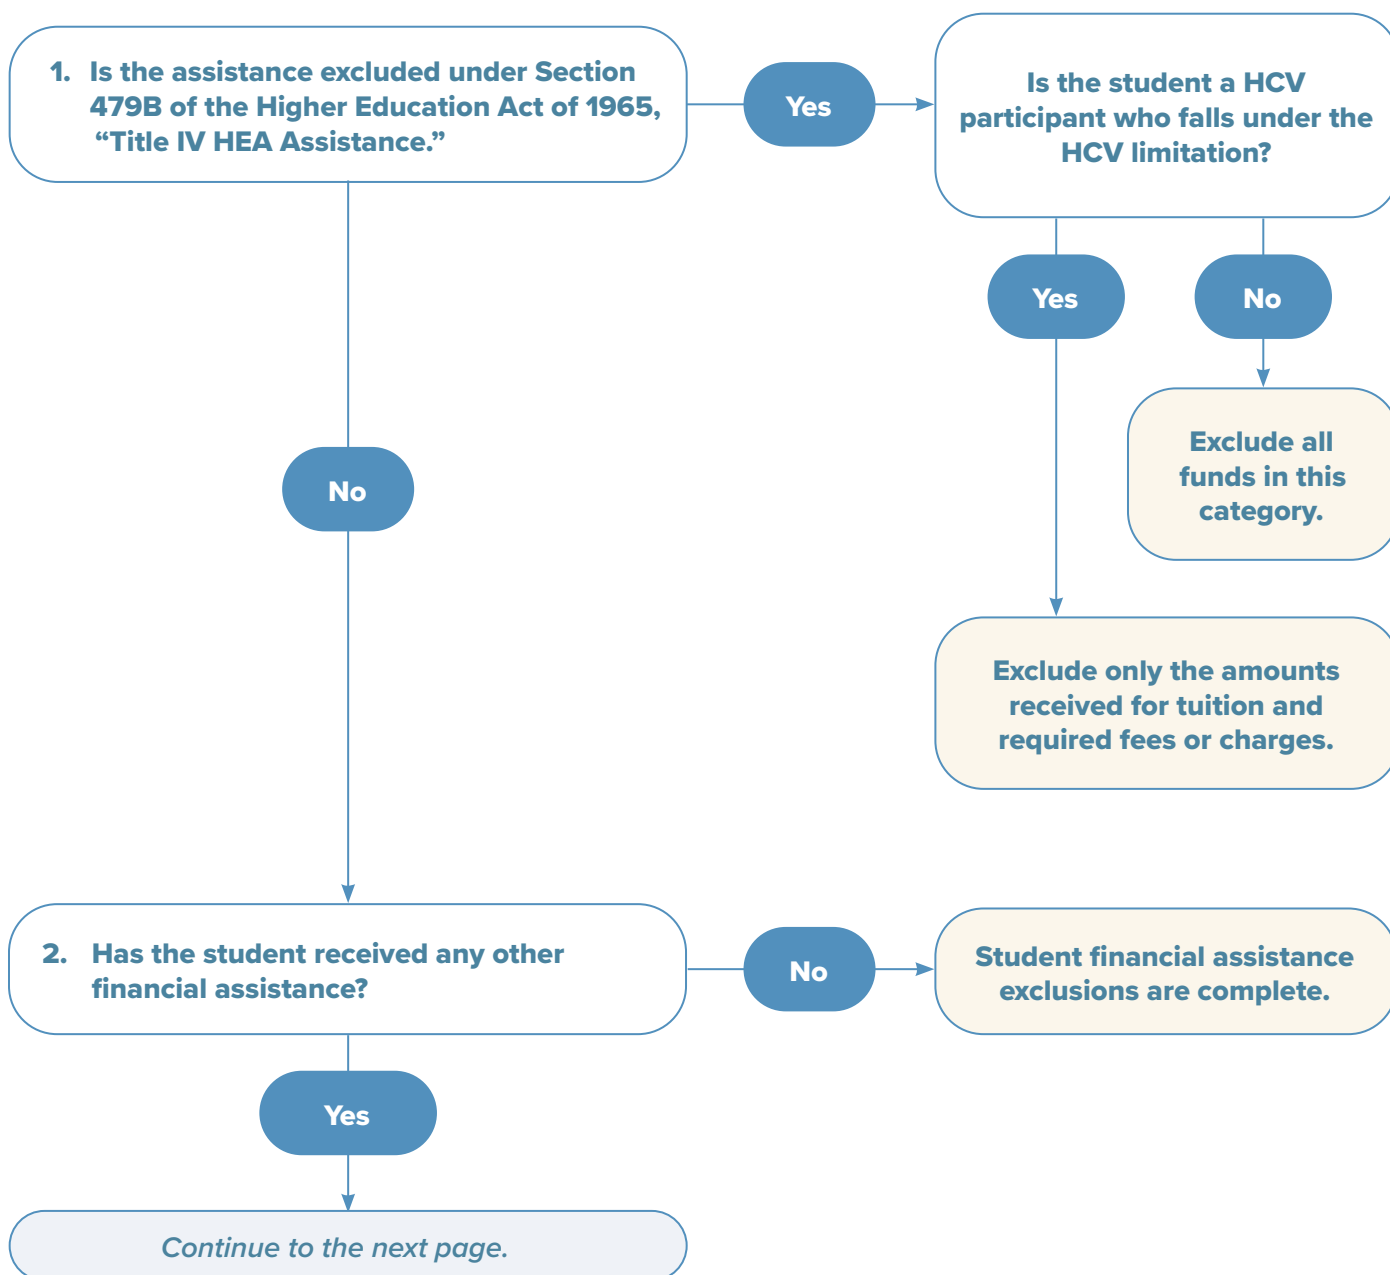 1. Is the assistance excluded under Section
479B of the Higher Education Act of 1965,
“Title IV HEA Assistance.”
Yes
Is the student a HCV
participant who falls under the
HCV limitation?
Yes
No
Exclude all
funds in this
category.
No
Exclude only the amounts
received for tuition and
required fees or charges.
2. Has the student received any other
financial assistance?
No
Student financial assistance
exclusions are complete.
Yes
Continue to the next page.